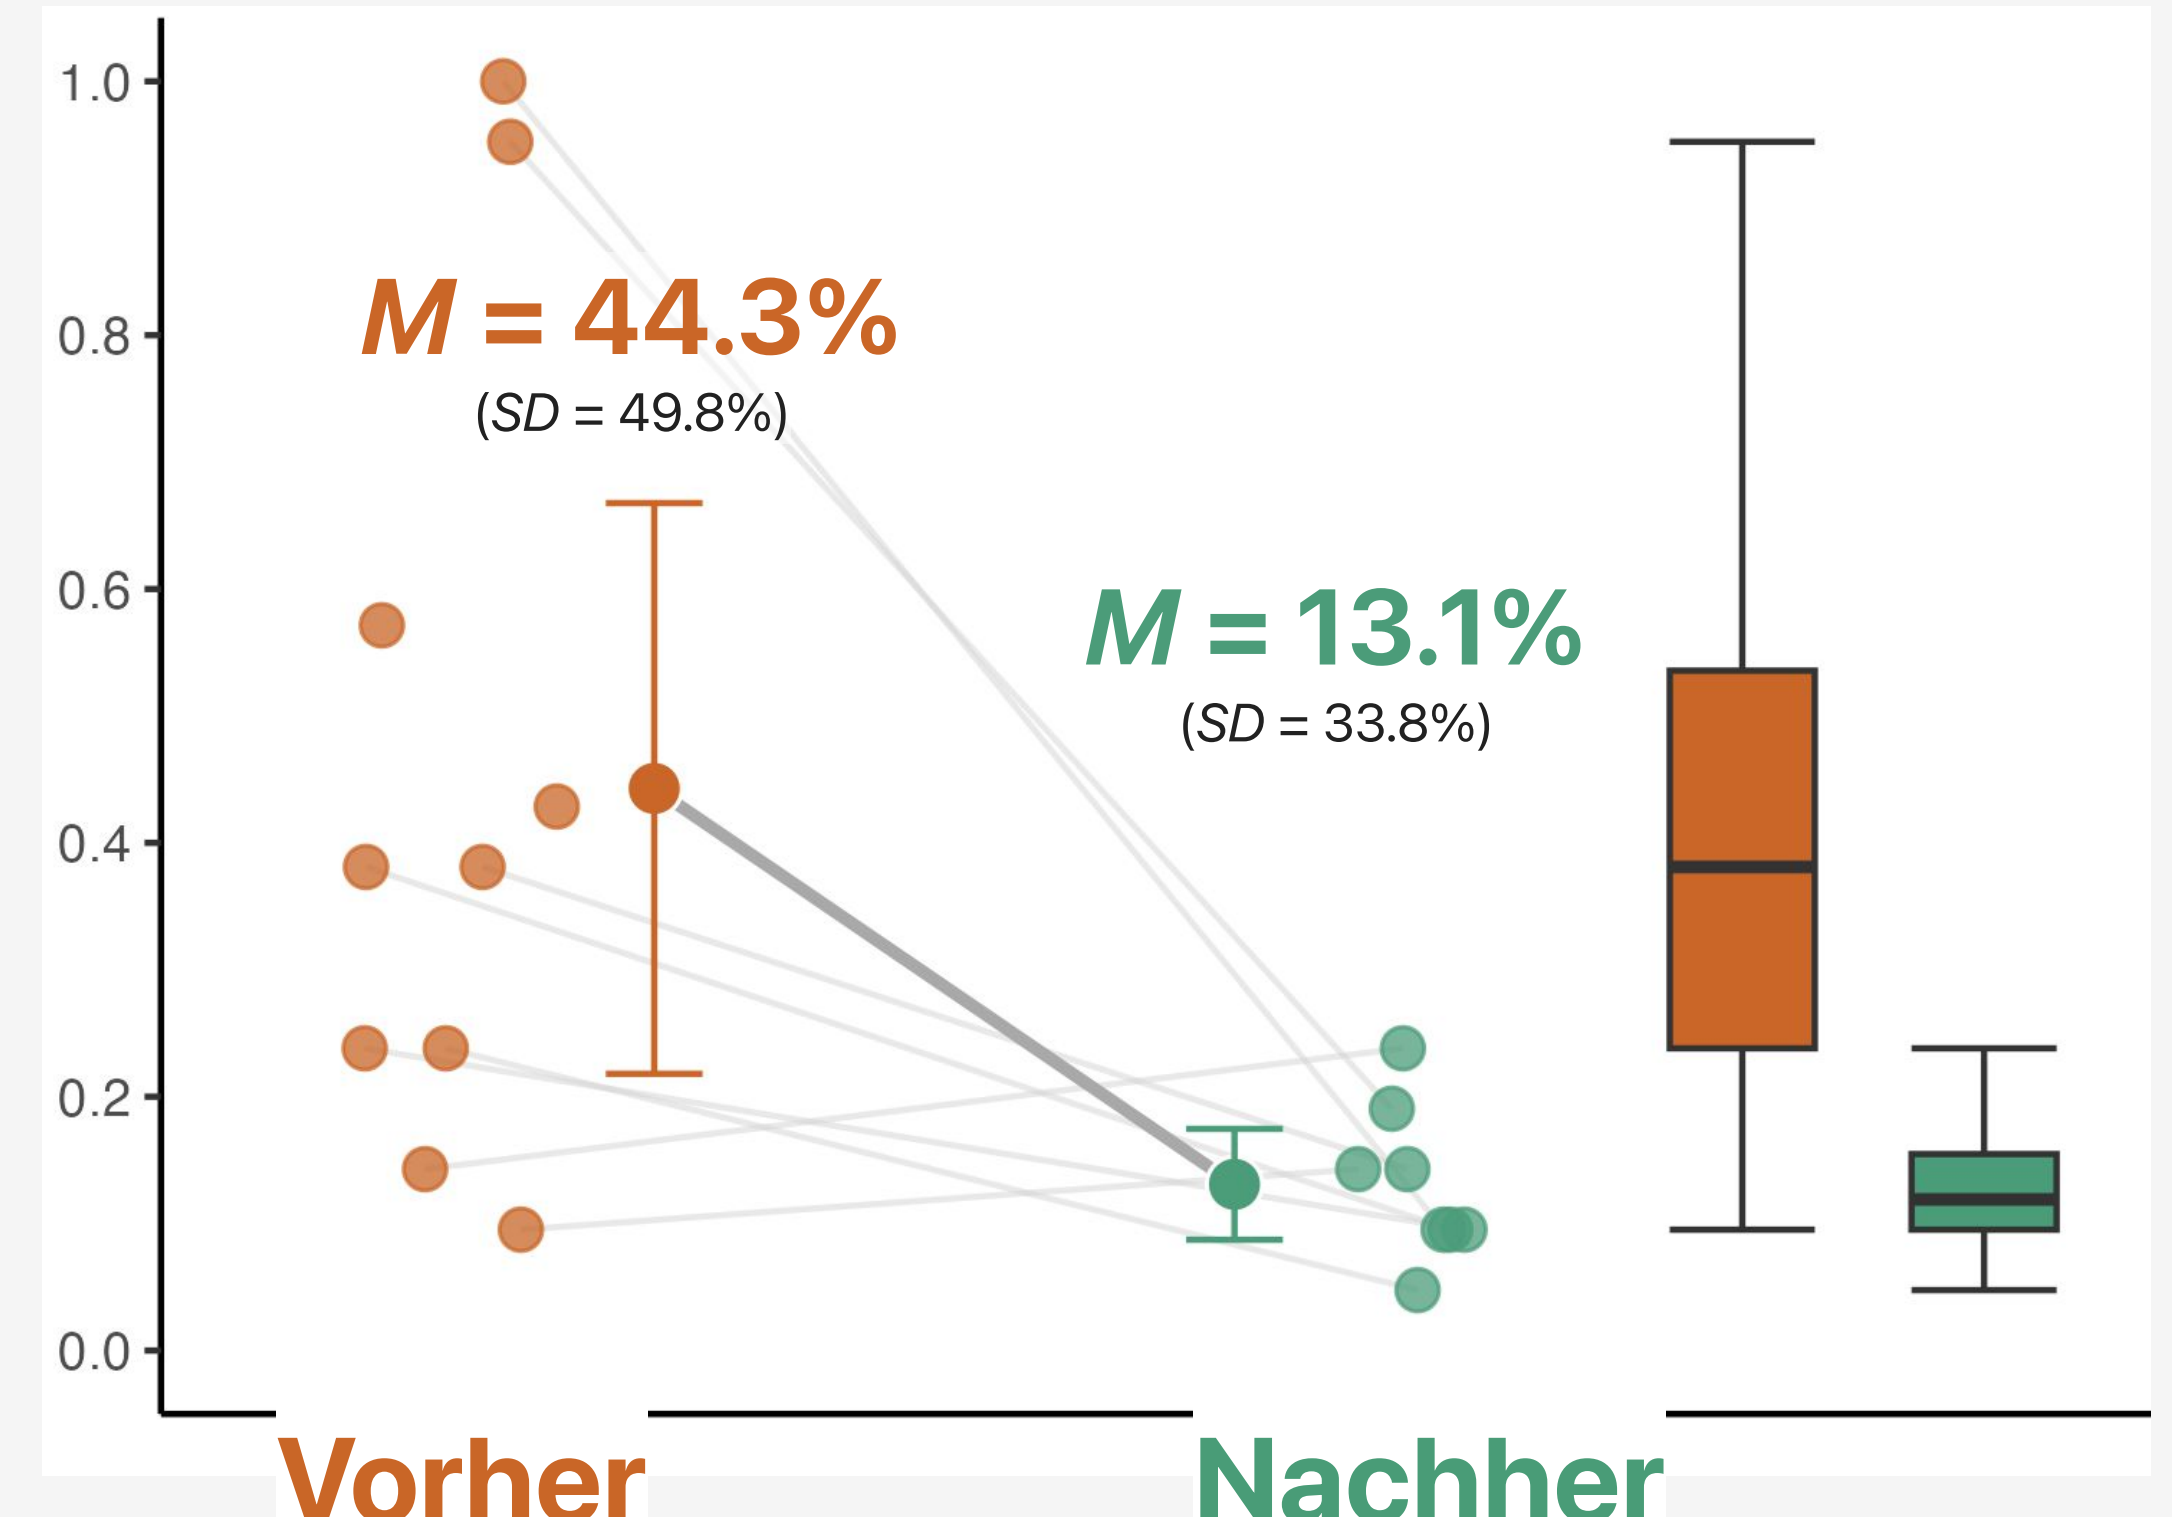 1.0
M = 44.3%
0.8
(SD = 49.8%)
0.6
M = 13.1%
(SD = 33.8%)
0.4
0.2
0.0
Vorher Nachher